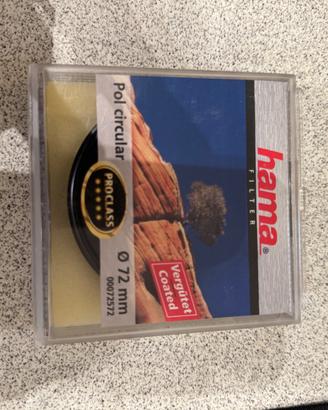 hama®
FILTER
Vergütet
Coated
Pol circular
PROCLASS
Ø 72 mm
00072572